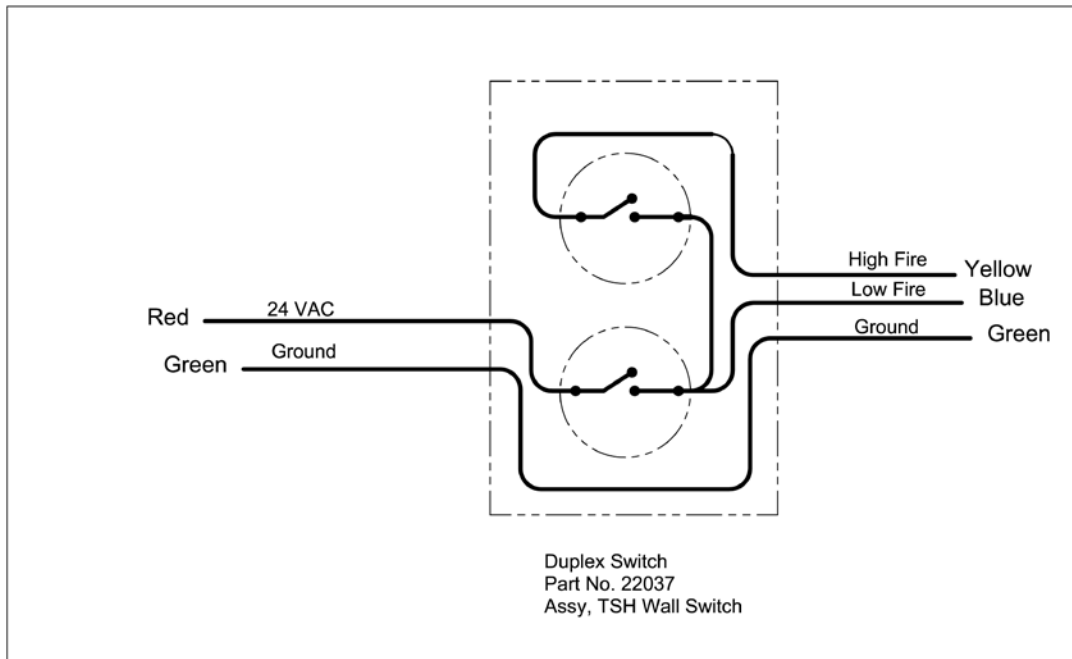 High Fire
Yellow
Low Fire
Blue
Red
24 VAC
Ground
Green
Green
Ground
Duplex Switch
Part No. 22037
Assy, TSH Wall Switch